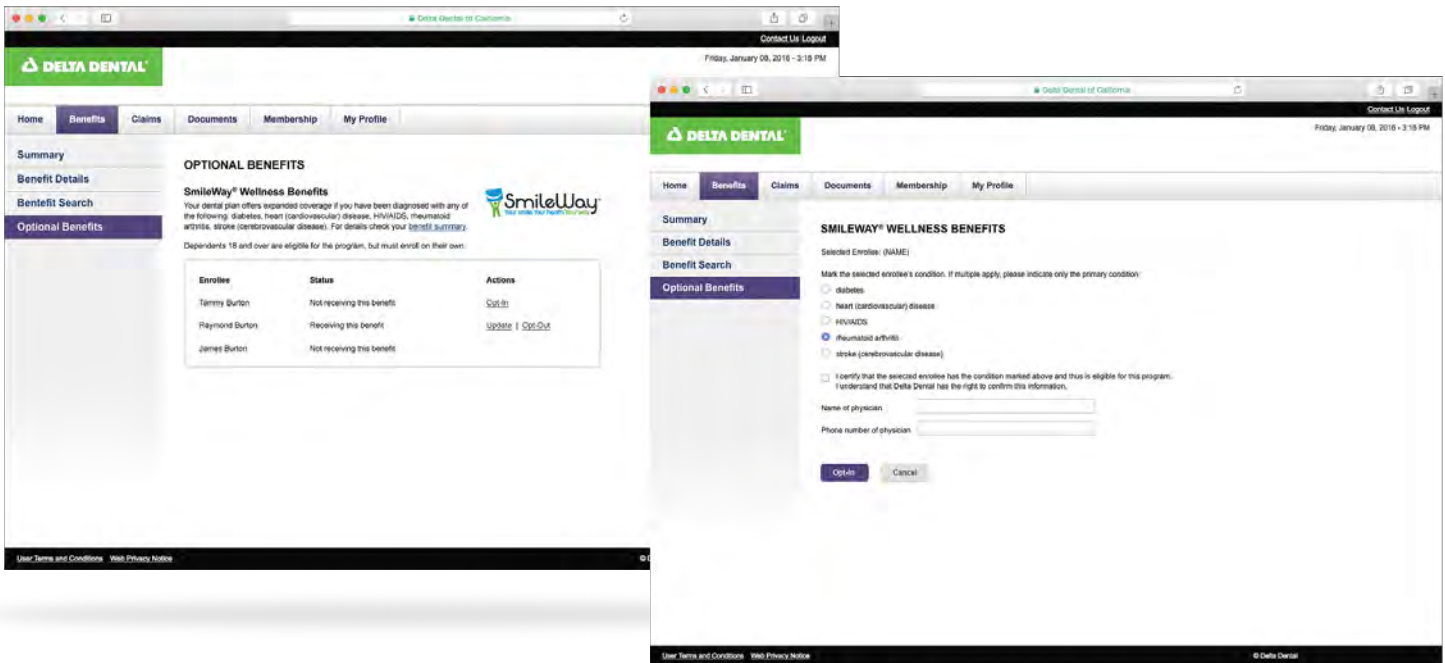 Delta Dental of California
Contact Us Logout
DELTA DENTAL®
Friday, January 08, 2016 - 3:18 PM
Home Benefits Claims Documents Membership My Profile
Summary
Benefit Details
Bentefit Search
Optional Benefits
OPTIONAL BENEFITS
SmileWay® Wellness Benefits
Your dental plan offers expanded coverage if you have been diagnosed with any of
the following: diabetes, heart (cardiovascular) disease, HIV/AIDS, rheumatoid
arthritis, stroke (cerebrovascular disease). For details check your benefit summary.
SmileWay
Your smile Your health Your way
Dependents 18 and over are eligible for the program, but must enroll on their own.
Enrollee Status Actions
Tammy Burton Not receiving this benefit Opt-In
Raymond Burton Receiving this benefit Update | Opt-Out
James Burton Not receiving this benefit
User Terms and Conditions Web Privacy Notice
Delta Dental of California
Contact Us Logout
DELTA DENTAL®
Friday, January 08, 2016 - 3:18 PM
Home Benefits Claims Documents Membership My Profile
Summary
Benefit Details
Benefit Search
Optional Benefits
SMILEWAY® WELLNESS BENEFITS
Selected Enrollee: (NAME)
Mark the selected enrollee's condition. If multiple apply, please indicate only the primary condition:
diabetes
heart (cardiovascular) disease
HIV/AIDS
rheumatoid arthritis
stroke (cerebrovascular disease)
I certify that the selected enrollee has the condition marked above and thus is eligible for this program.
I understand that Delta Dental has the right to confirm this information.
Name of physician
Phone number of physician
Opt-In Cancel
User Terms and Conditions Web Privacy Notice © Delta Dental